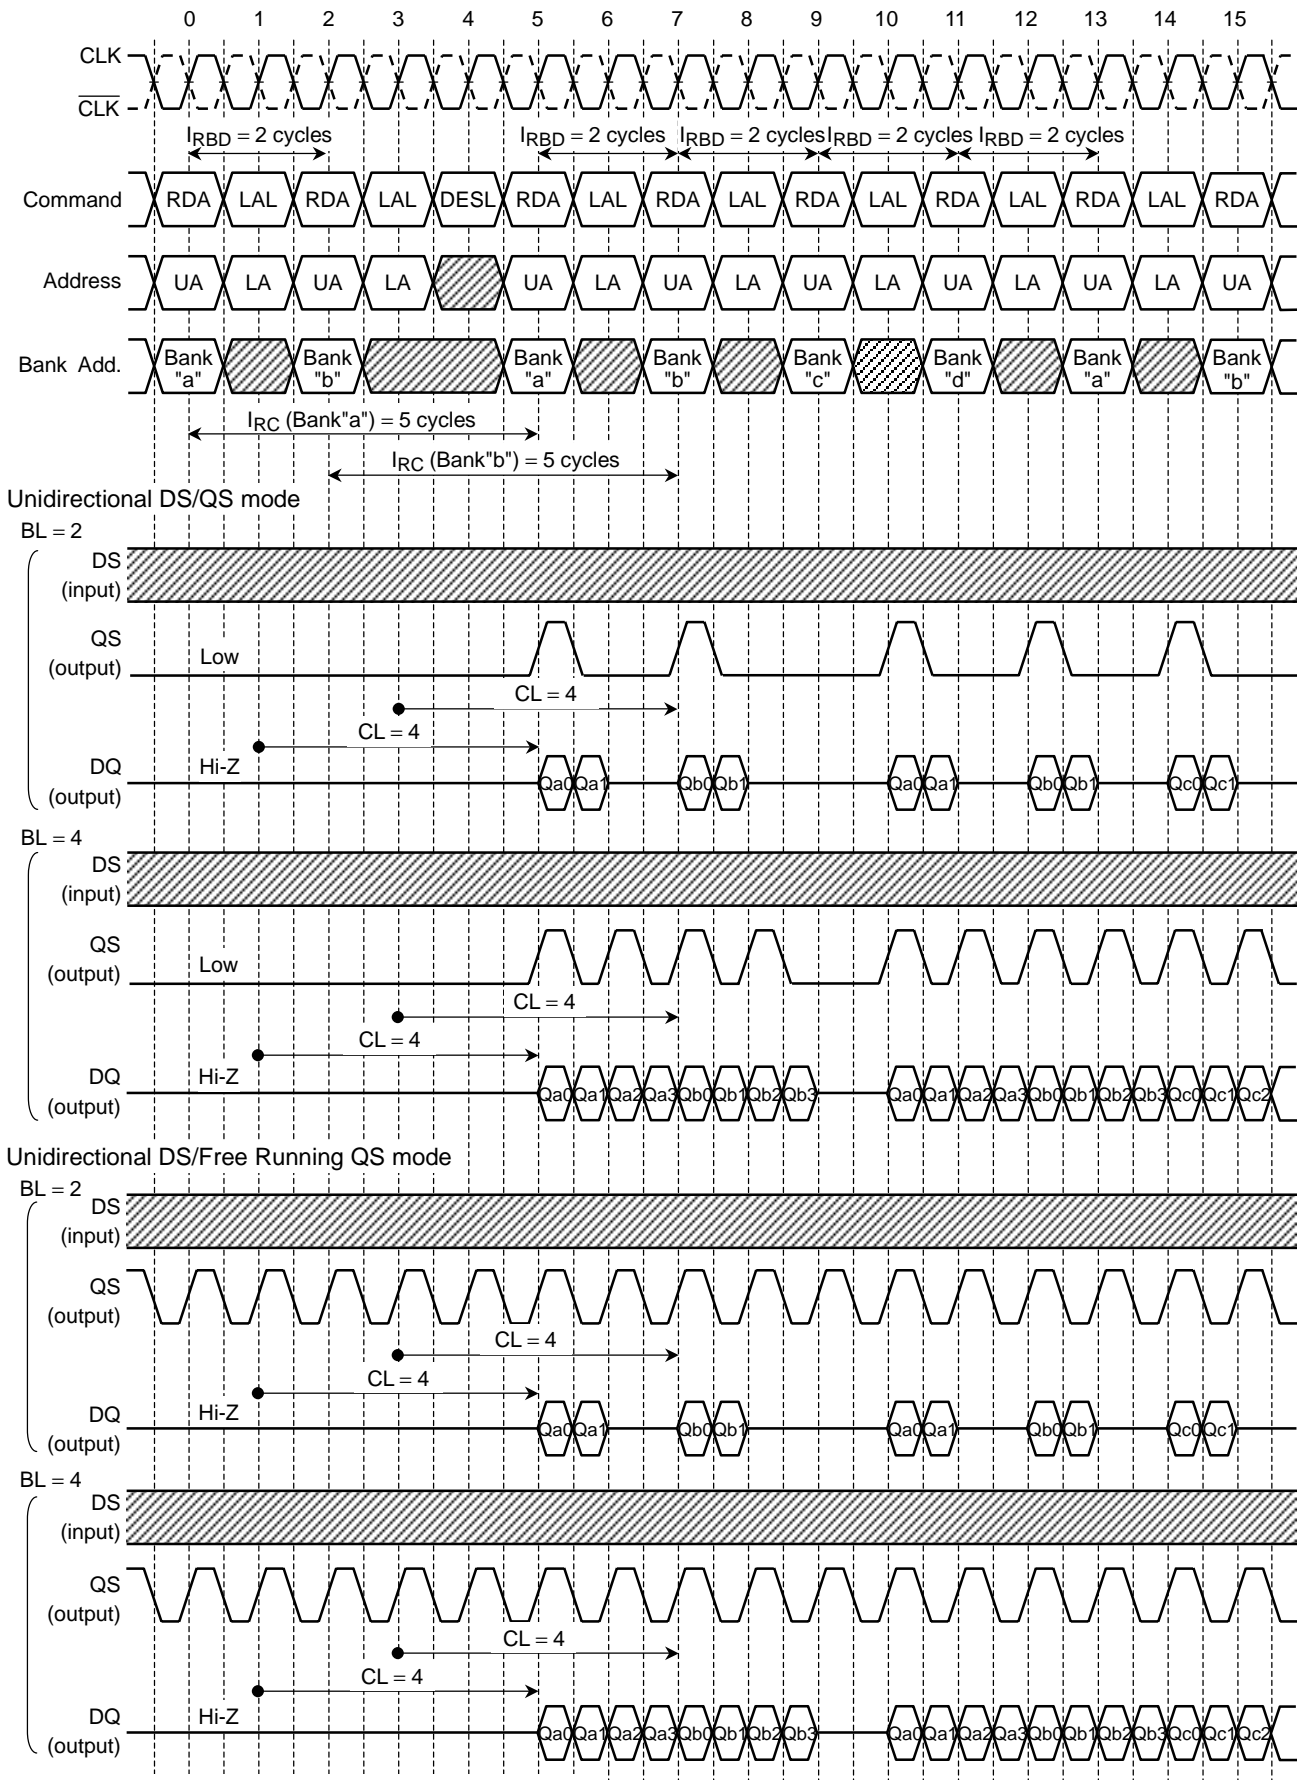 0 1 2 3 4 5 6 7 8 9 10 11 12 13 14 15
CLK
CLK
IRBD = 2 cycles IRBD = 2 cycles IRBD = 2 cycles IRBD = 2 cycles IRBD = 2 cycles
Command RDA LAL RDA LAL DESL RDA LAL RDA LAL RDA LAL RDA LAL RDA LAL RDA
Address UA LA UA LA UA LA UA LA UA LA UA LA UA LA UA
Bank Add. Bank "a" Bank "b" Bank "a" Bank "b" Bank "c" Bank "d" Bank "a" Bank "b"
IRC (Bank"a") = 5 cycles
IRC (Bank"b") = 5 cycles
Unidirectional DS/QS mode
BL = 2
DS
(input)
QS
(output)
Low
CL = 4
CL = 4
DQ
(output)
Hi-Z
Qa0 Qa1 Qb0 Qb1 Qa0 Qa1 Qb0 Qb1 Qc0 Qc1
BL = 4
DS
(input)
QS
(output)
Low
CL = 4
CL = 4
DQ
(output)
Hi-Z
Qa0 Qa1 Qa2 Qa3 Qb0 Qb1 Qb2 Qb3 Qa0 Qa1 Qa2 Qa3 Qb0 Qb1 Qb2 Qb3 Qc0 Qc1 Qc2
Unidirectional DS/Free Running QS mode
BL = 2
DS
(input)
QS
(output)
CL = 4
CL = 4
DQ
(output)
Hi-Z
Qa0 Qa1 Qb0 Qb1 Qa0 Qa1 Qb0 Qb1 Qc0 Qc1
BL = 4
DS
(input)
QS
(output)
CL = 4
CL = 4
DQ
(output)
Hi-Z
Qa0 Qa1 Qa2 Qa3 Qb0 Qb1 Qb2 Qb3 Qa0 Qa1 Qa2 Qa3 Qb0 Qb1 Qb2 Qb3 Qc0 Qc1 Qc2